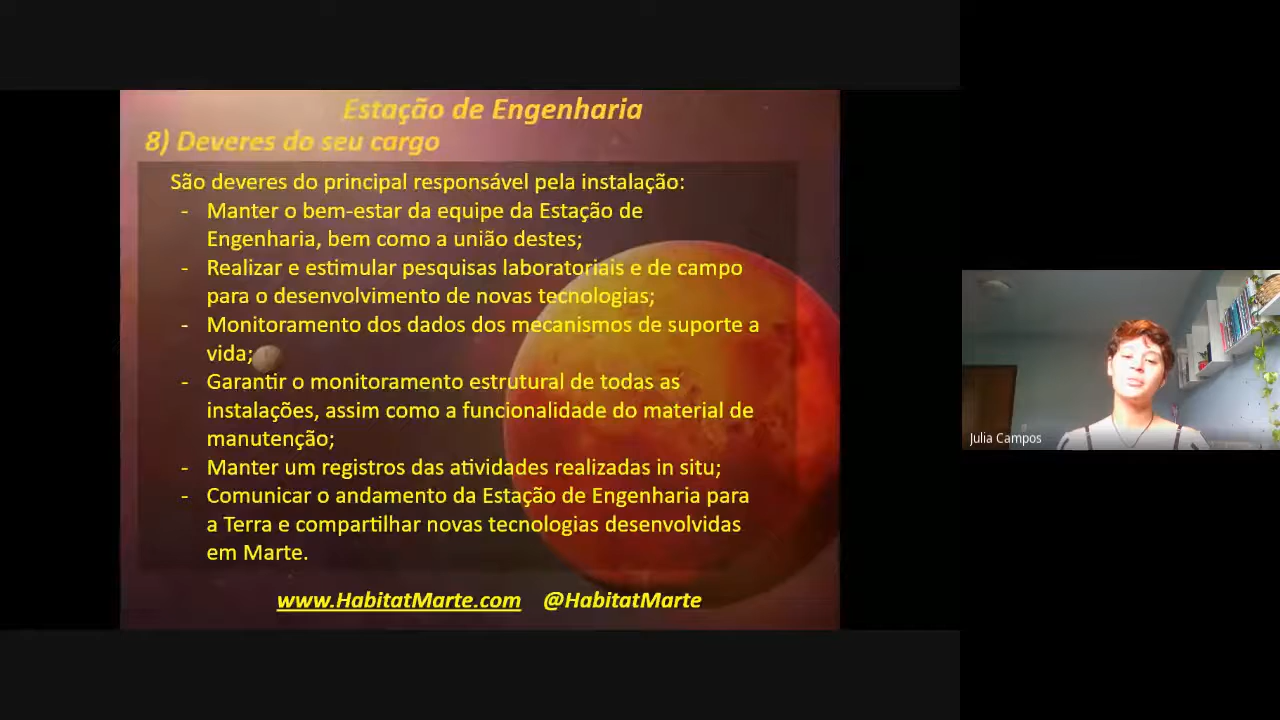 Estação de Engenharia
8) Deveres do seu cargo
São deveres do principal responsável pela instalação:
- Manter o bem-estar da equipe da Estação de
Engenharia, bem como a união destes;
- Realizar e estimular pesquisas laboratoriais e de campo
para o desenvolvimento de novas tecnologias;
- Monitoramento dos dados dos mecanismos de suporte a
vida;
- Garantir o monitoramento estrutural de todas as
instalações, assim como a funcionalidade do material de
manutenção;
- Manter um registros das atividades realizadas in situ;
- Comunicar o andamento da Estação de Engenharia para
a Terra e compartilhar novas tecnologias desenvolvidas
em Marte.
www.HabitatMarte.com @HabitatMarte
Julia Campos